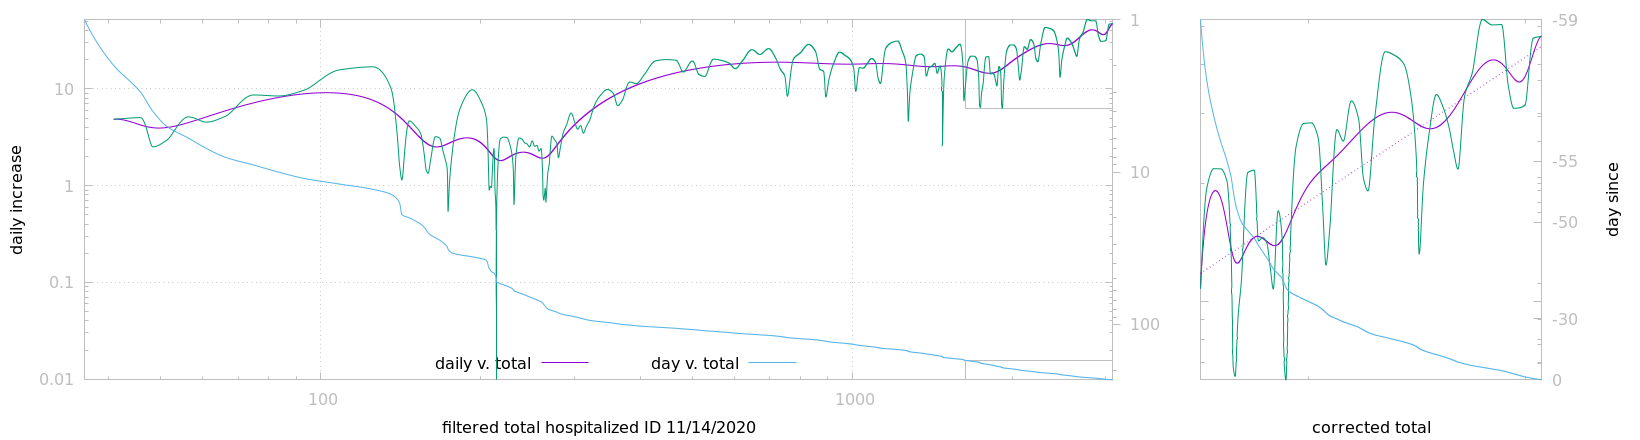 daily increase
10
1
0.1
0.01
100
1000
1
10
100
daily v. total
day v. total
filtered total hospitalized ID 11/14/2020
-59
-55
-50
-30
0
day since
corrected total